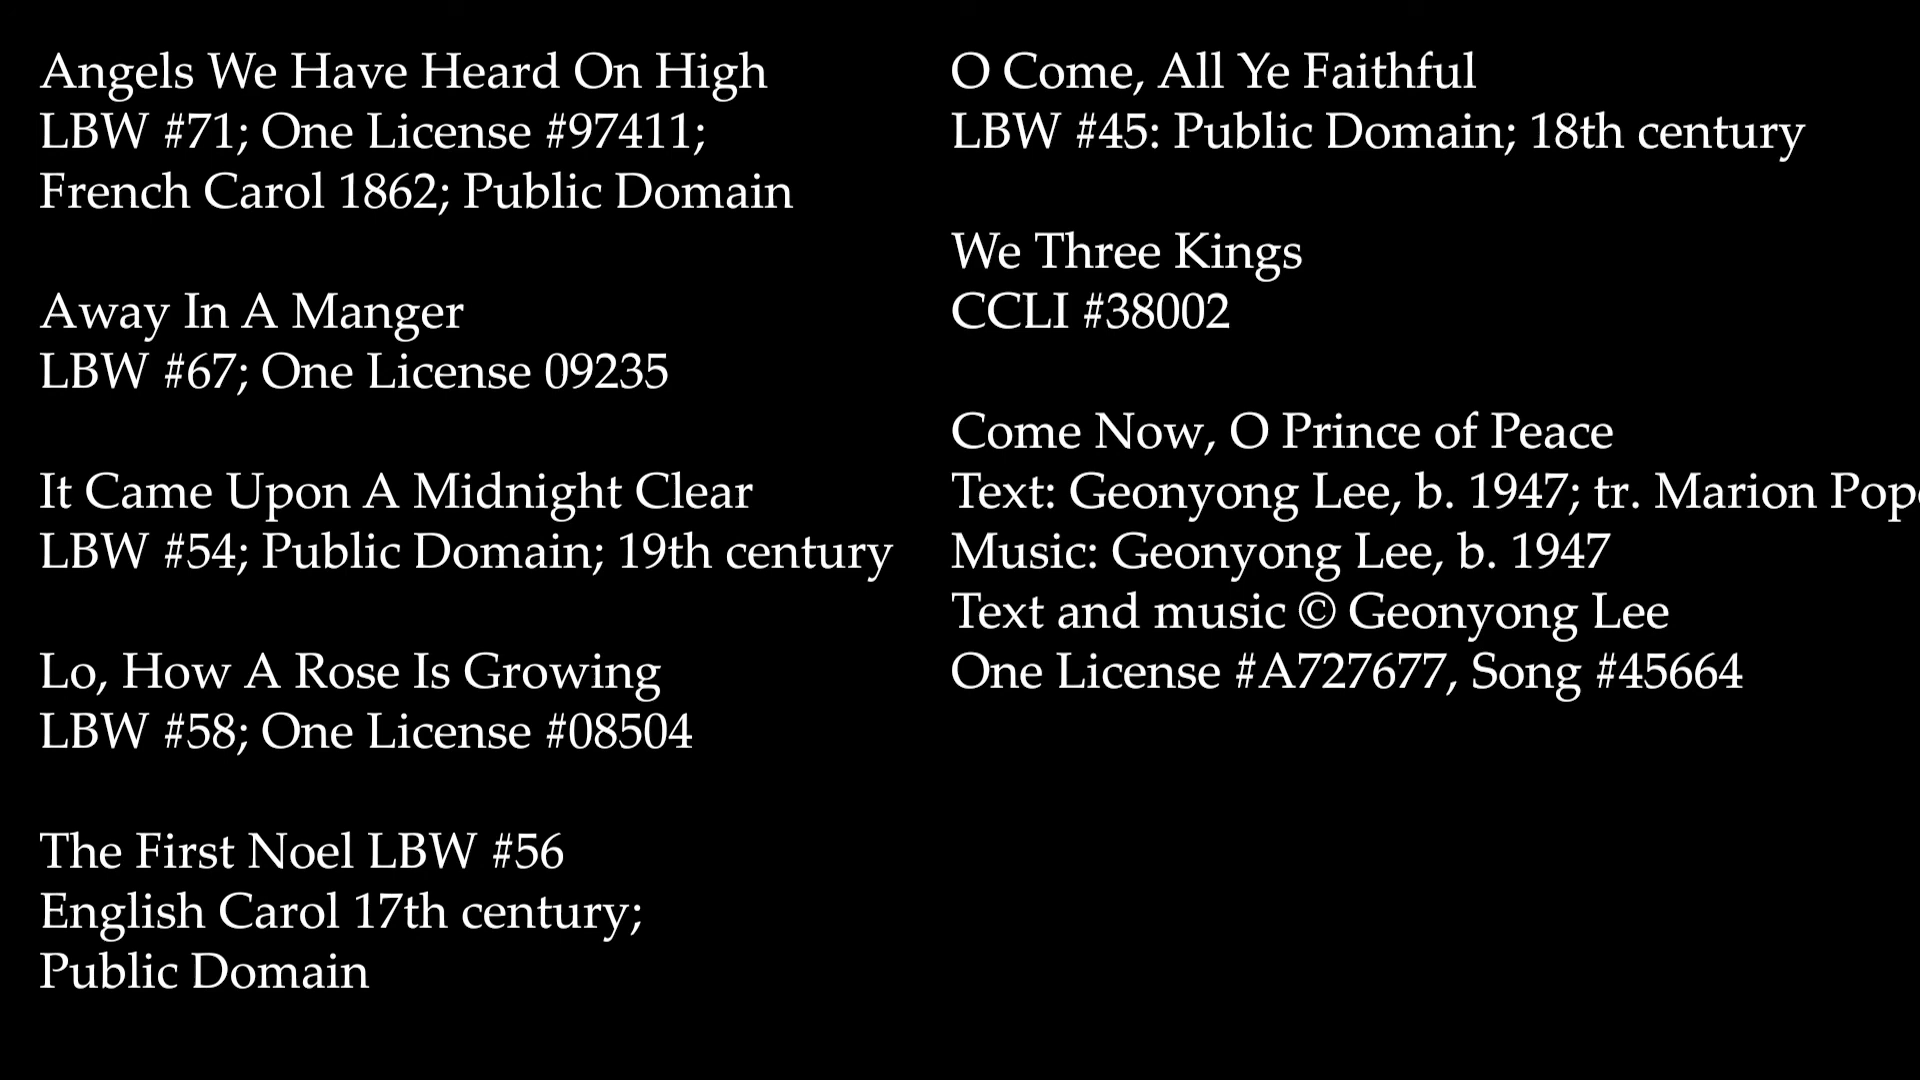 Angels We Have Heard On High
LBW #71; One License #97411;
French Carol 1862; Public Domain
Away In A Manger
LBW #67; One License 09235
It Came Upon A Midnight Clear
LBW #54; Public Domain; 19th century
Lo, How A Rose Is Growing
LBW #58; One License #08504
The First Noel LBW #56
English Carol 17th century;
Public Domain
O Come, All Ye Faithful
LBW #45: Public Domain; 18th century
We Three Kings
CCLI #38002
Come Now, O Prince of Peace
Text: Geonyong Lee, b. 1947; tr. Marion
Music: Geonyong Lee, b. 1947
Text and music © Geonyong Lee
One License #A727677, Song #45664